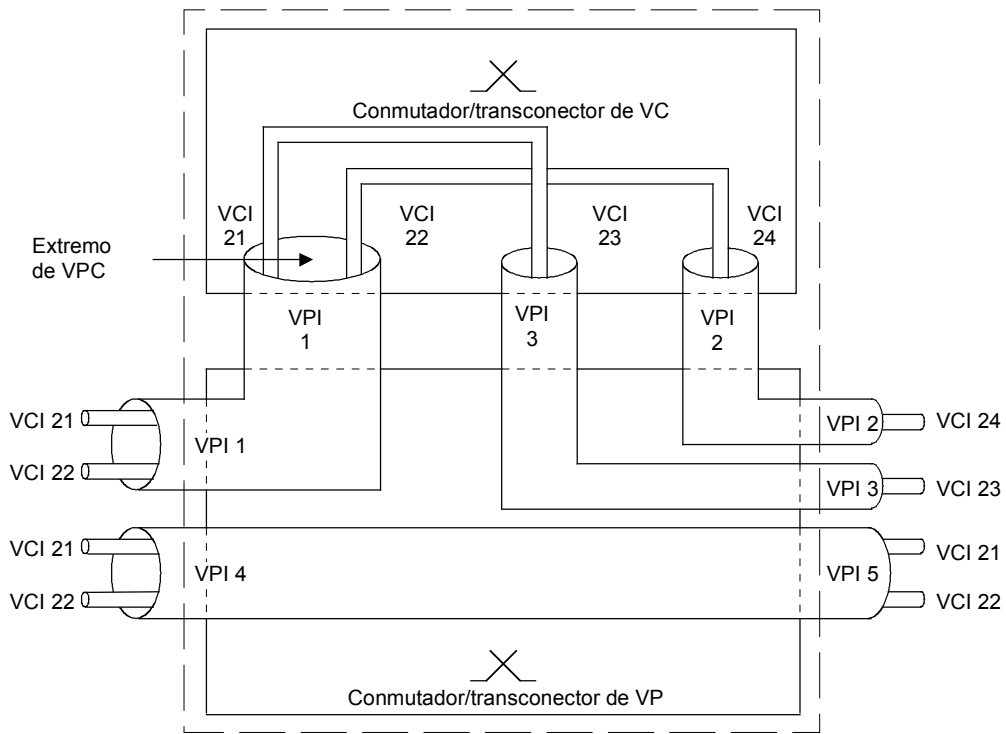 Conmutador/transconector de VC
VCI
21
VCI
22
VCI
23
VCI
24
Extremo
de VPC
VPI
1
VPI
3
VPI
2
VCI 21
VCI 22
VPI 1
VPI 2
VCI 24
VPI 3
VCI 23
VCI 21
VCI 22
VPI 4
VPI 5
VCI 21
VCI 22
Conmutador/transconector de VP